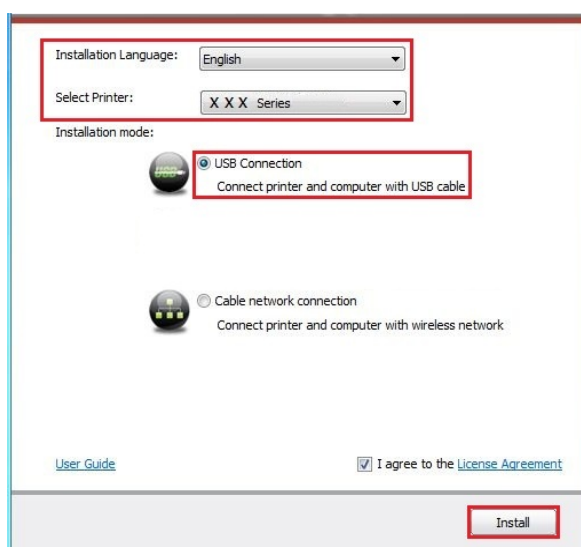 Installation Language: English
Select Printer: X X X Series
Installation mode:
USB Connection
Connect printer and computer with USB cable
Cable network connection
Connect printer and computer with wireless network
User Guide I agree to the License Agreement
Install